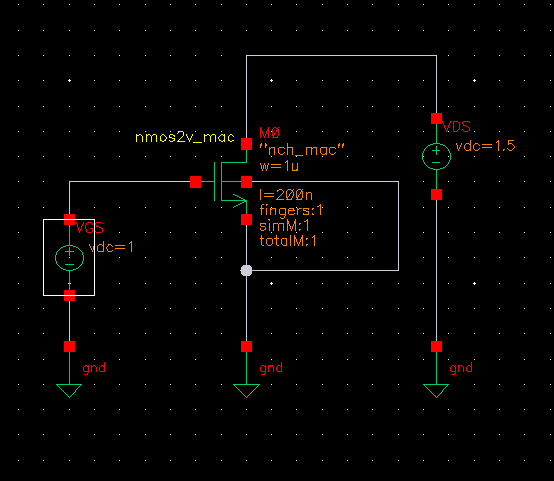 nmos2v_mac
M0
"nch_mac"
w=1u
l=200n
fingers:1
simM:1
totalM:1
VDS
vdc=1.5
VGS
vdc=1
gnd
gnd
gnd